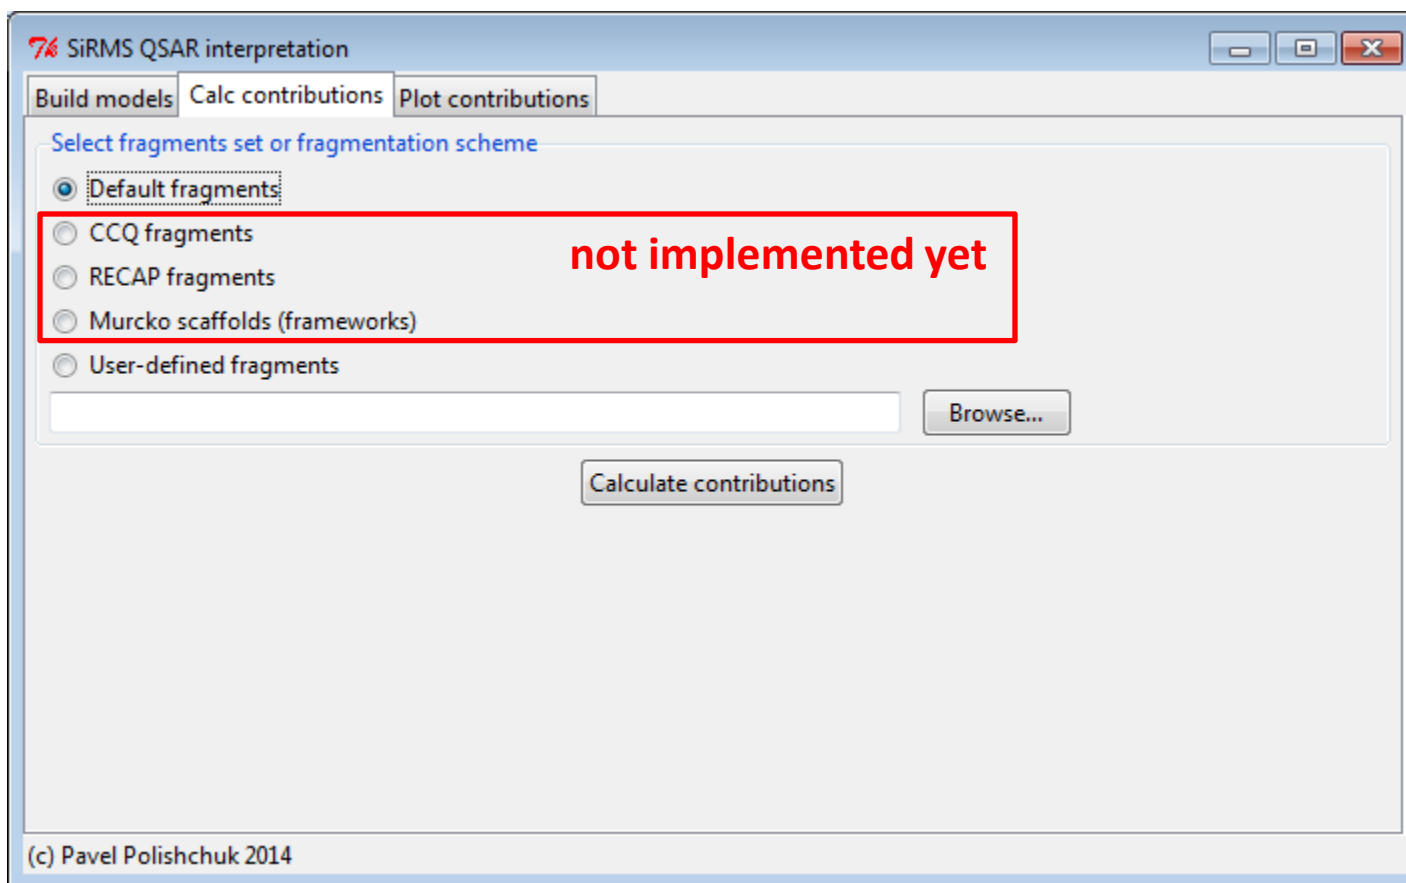 SiRMS QSAR interpretation
Build models Calc contributions Plot contributions
Select fragments set or fragmentation scheme
Default fragments
CCQ fragments
not implemented yet
RECAP fragments
Murcko scaffolds (frameworks)
User-defined fragments
Browse...
Calculate contributions
(c) Pavel Polishchuk 2014